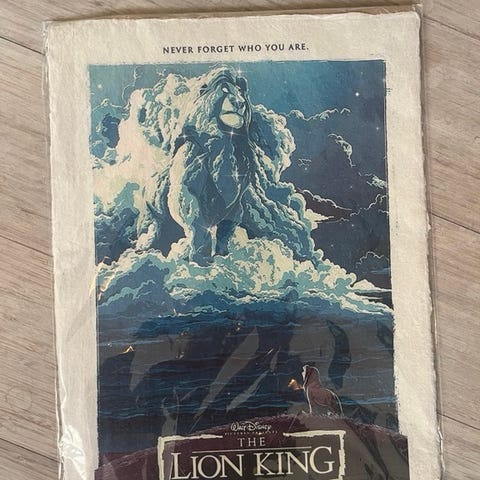 NEVER FORGET WHO YOU ARE.
Walt Disney
PICTURES PRESENTS
THE
LION KING